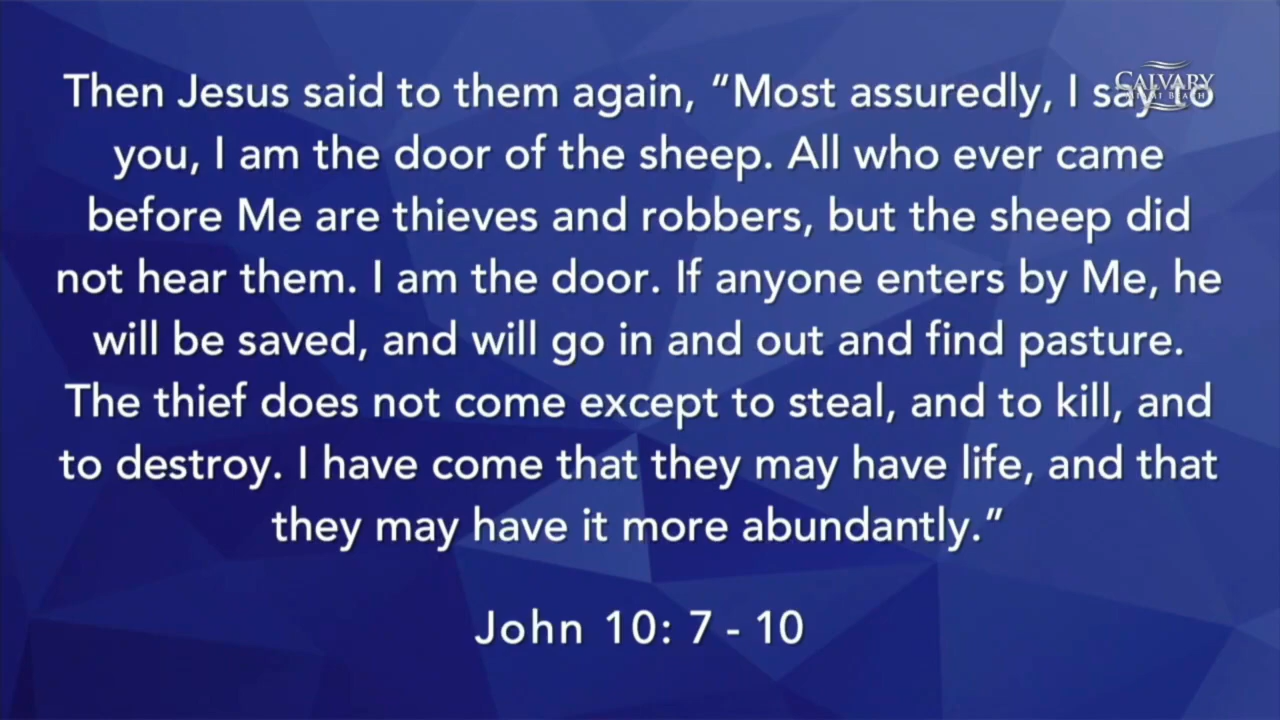 Then Jesus said to them again, “Most assuredly, I say to
you, I am the door of the sheep. All who ever came
before Me are thieves and robbers, but the sheep did
not hear them. I am the door. If anyone enters by Me, he
will be saved, and will go in and out and find pasture.
The thief does not come except to steal, and to kill, and
to destroy. I have come that they may have life, and that
they may have it more abundantly.”
John 10: 7 - 10
CALVARY